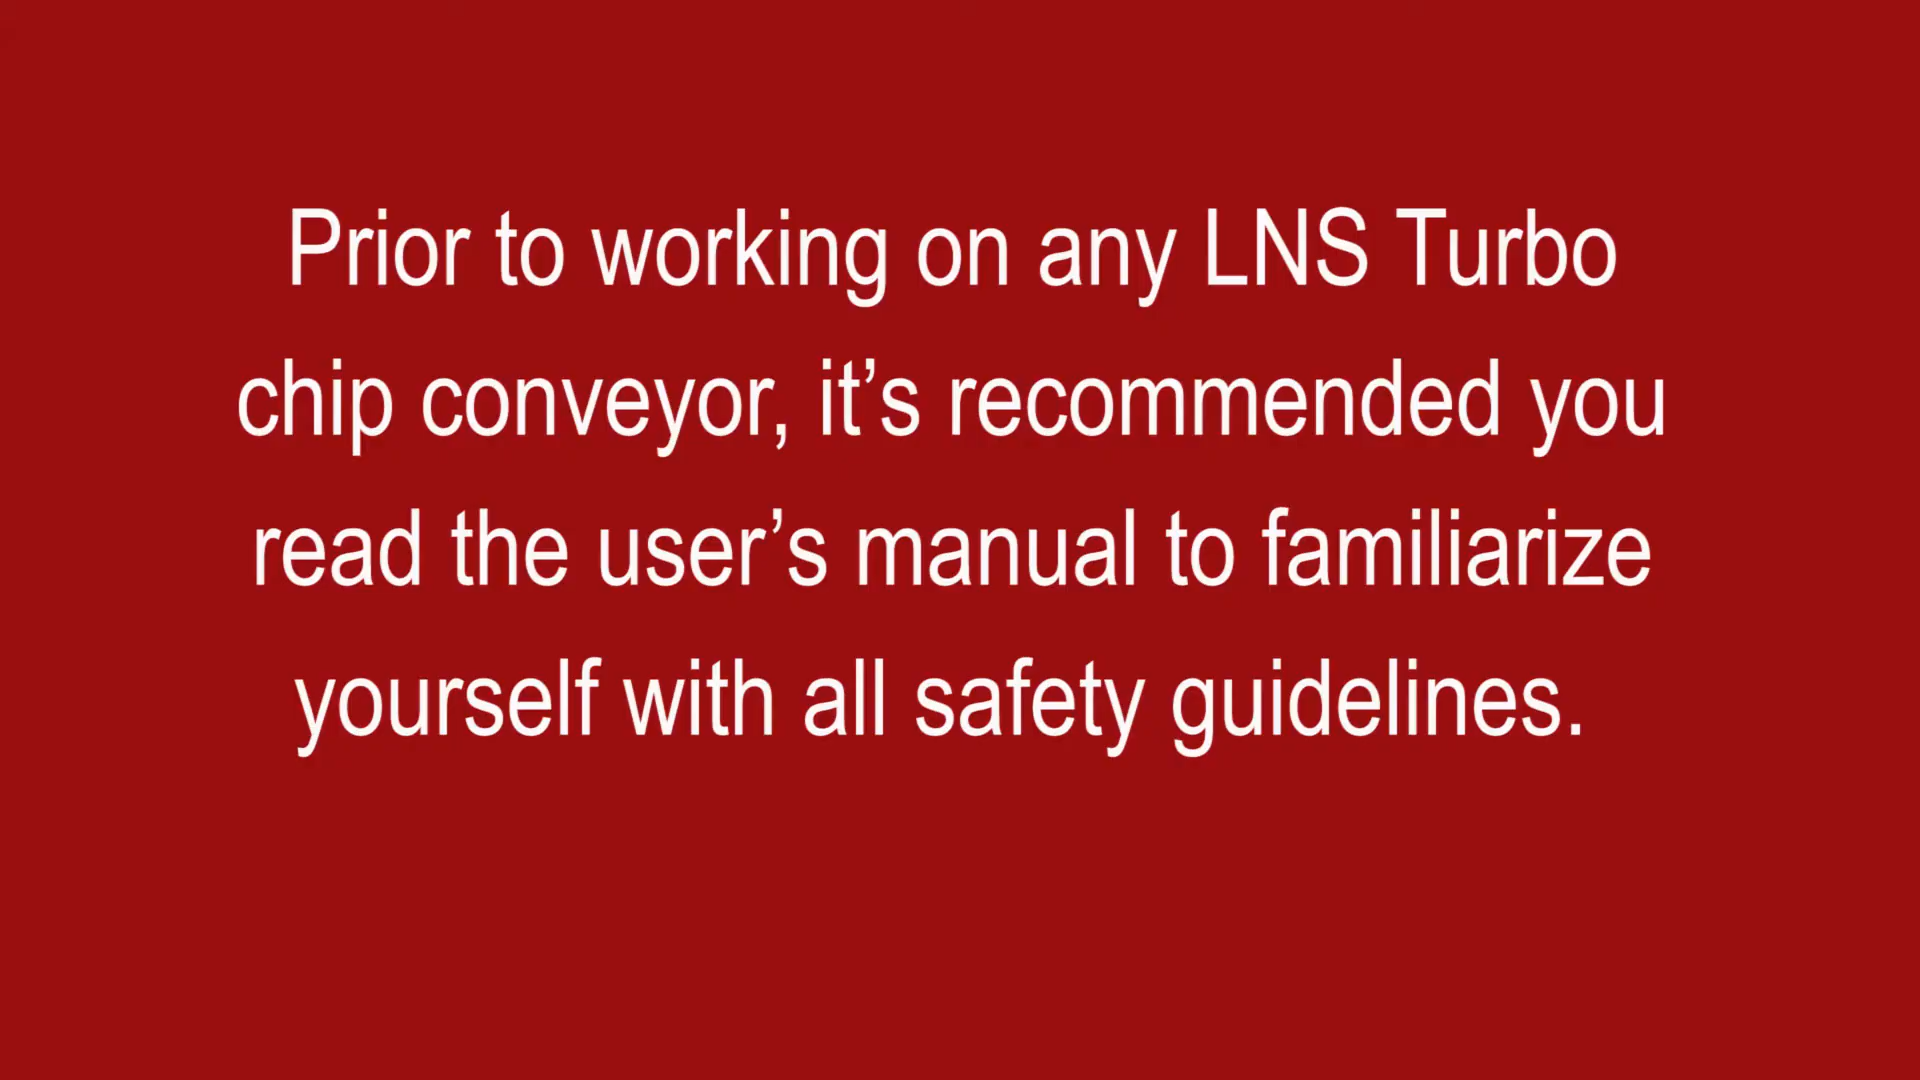 Prior to working on any LNS Turbo
chip conveyor, it’s recommended you
read the user’s manual to familiarize
yourself with all safety guidelines.